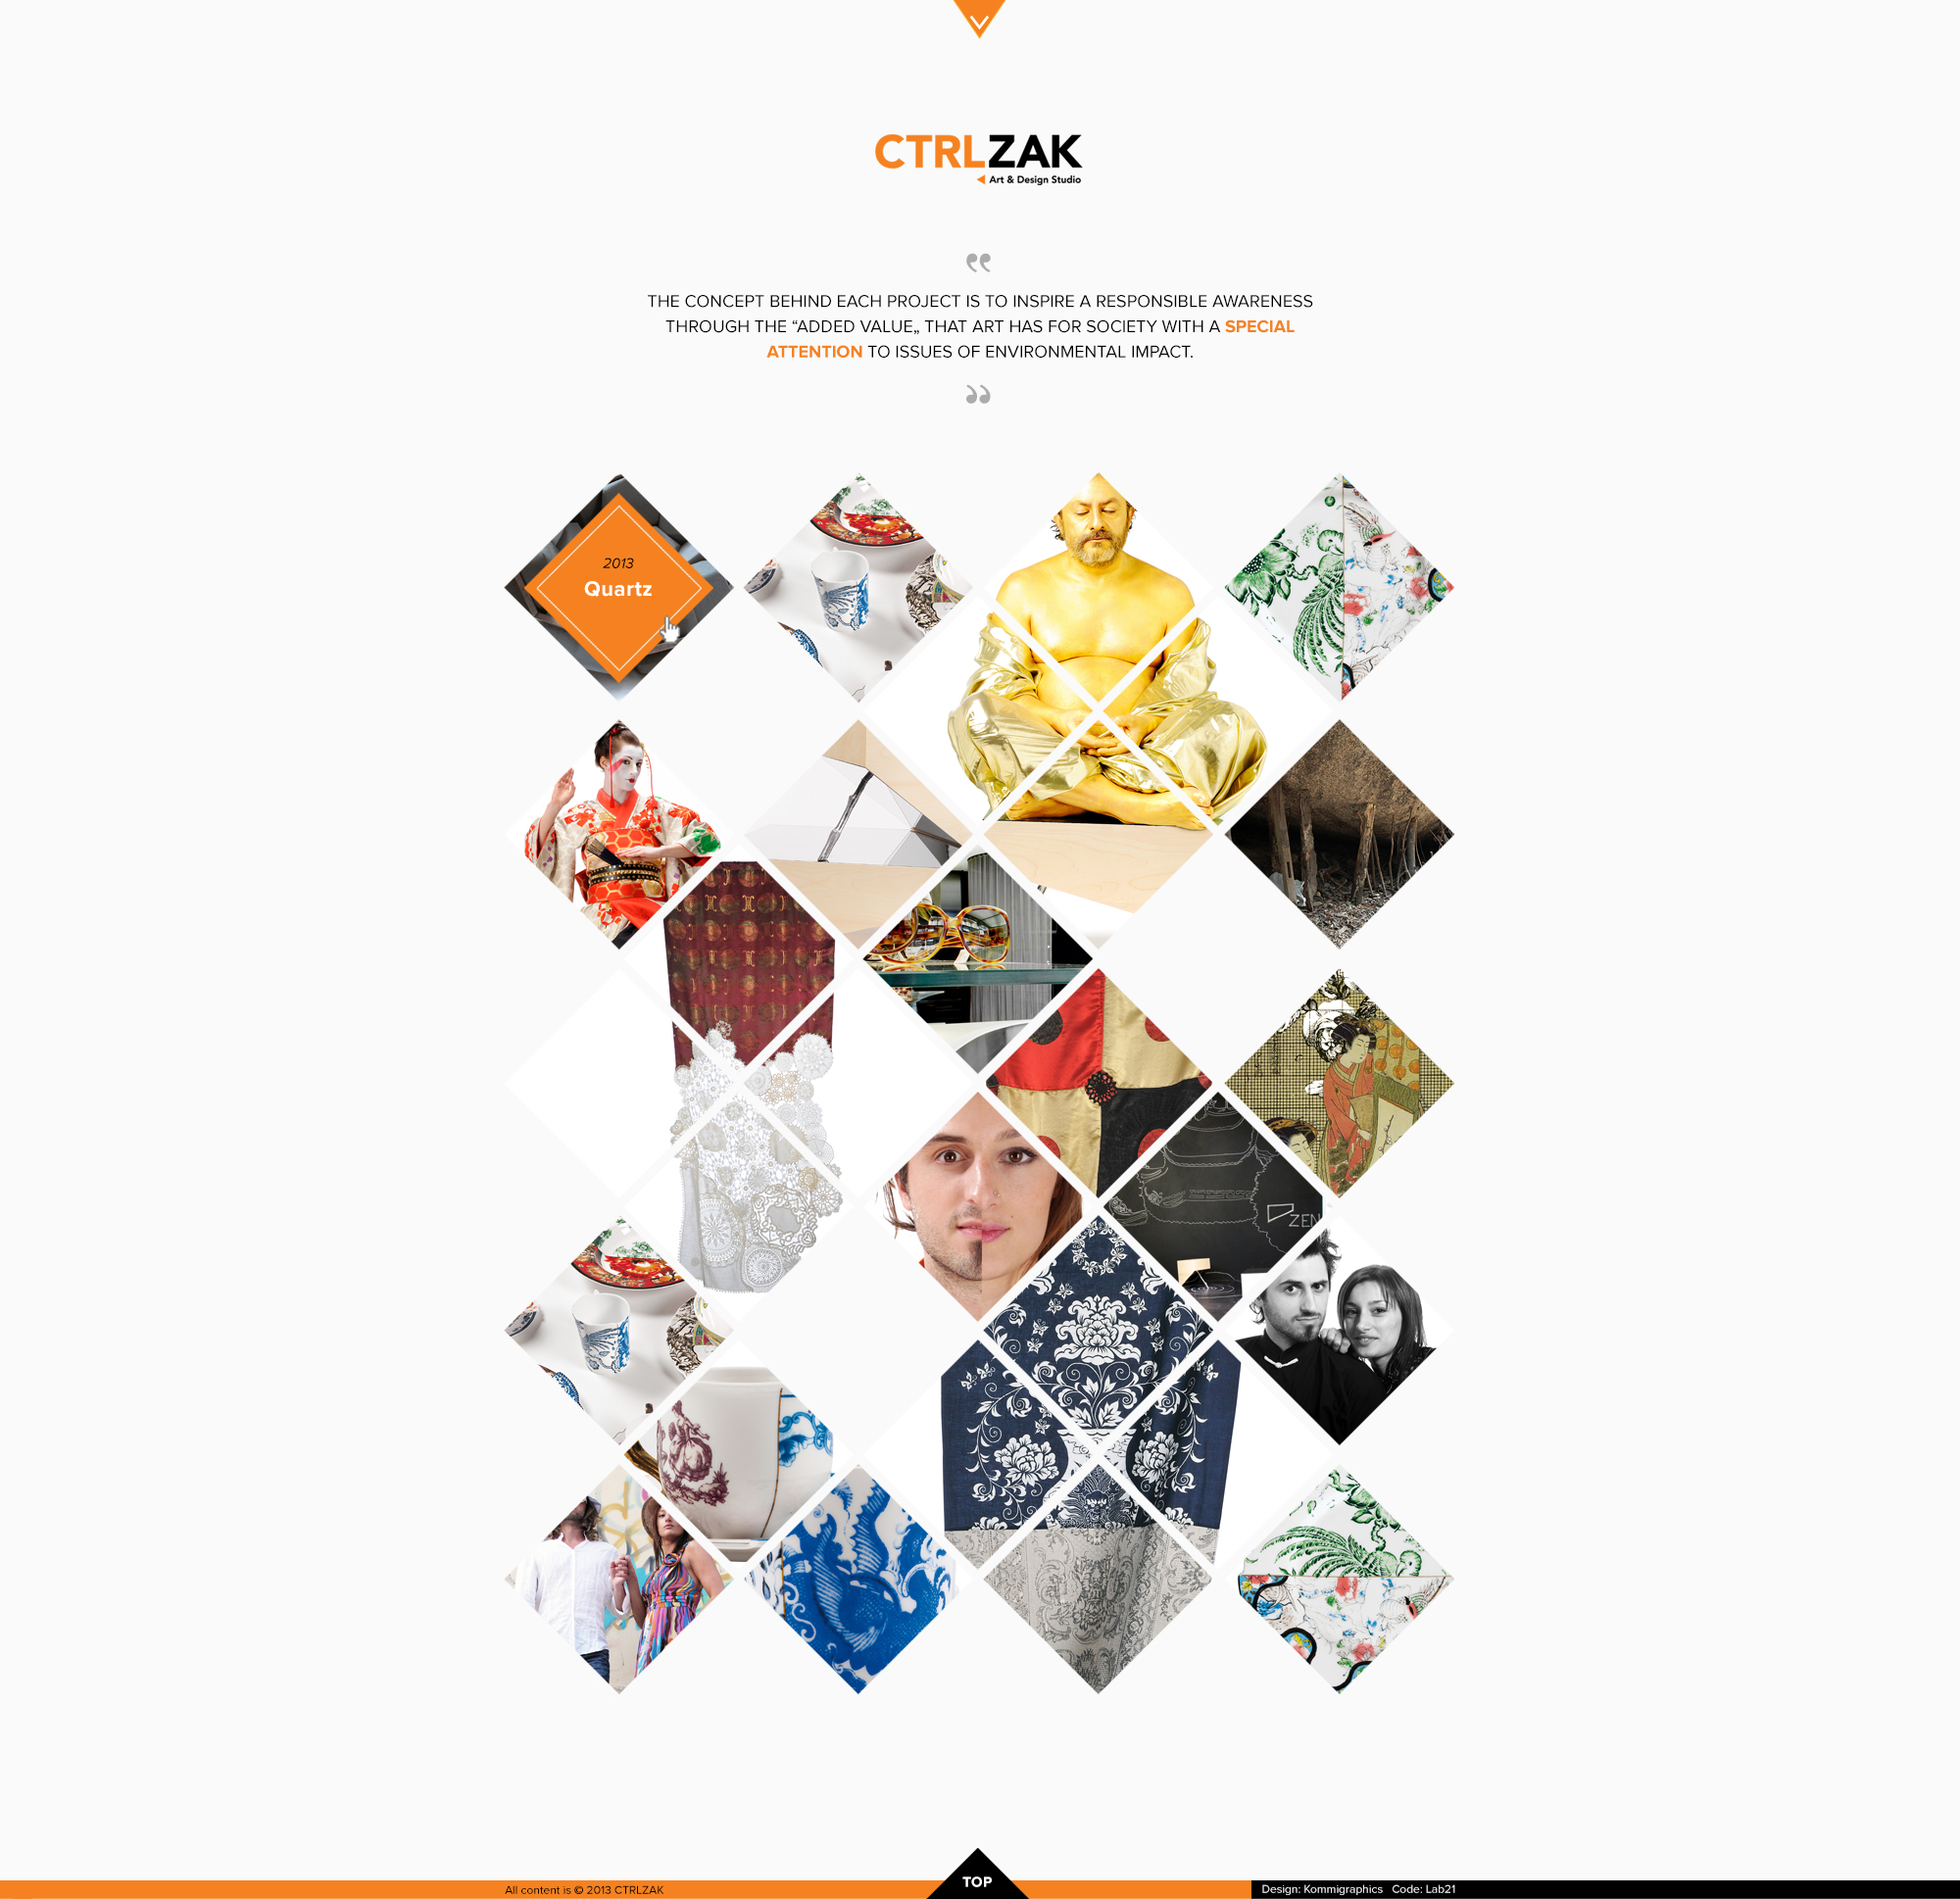 CTRLZAK
Art & Design Studio
“
THE CONCEPT BEHIND EACH PROJECT IS TO INSPIRE A RESPONSIBLE AWARENESS
THROUGH THE “ADDED VALUE„ THAT ART HAS FOR SOCIETY WITH A SPECIAL
ATTENTION TO ISSUES OF ENVIRONMENTAL IMPACT.
”
2013
Quartz
ZEN
TOP
All content is © 2013 CTRLZAK
Design: Kommigraphics Code: Lab21